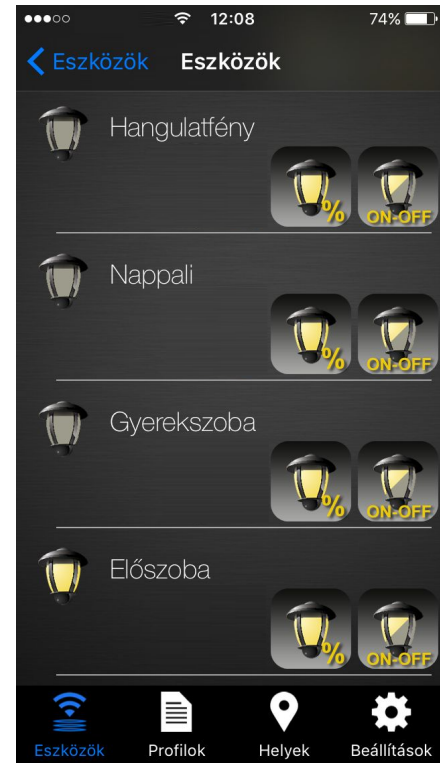 12:08
74%
Eszközök
Eszközök
Hangulatfény
%
ON-OFF
Nappali
%
ON-OFF
Gyerekszoba
%
ON-OFF
Előszoba
%
ON-OFF
Eszközök
Profilok
Helyek
Beállítások